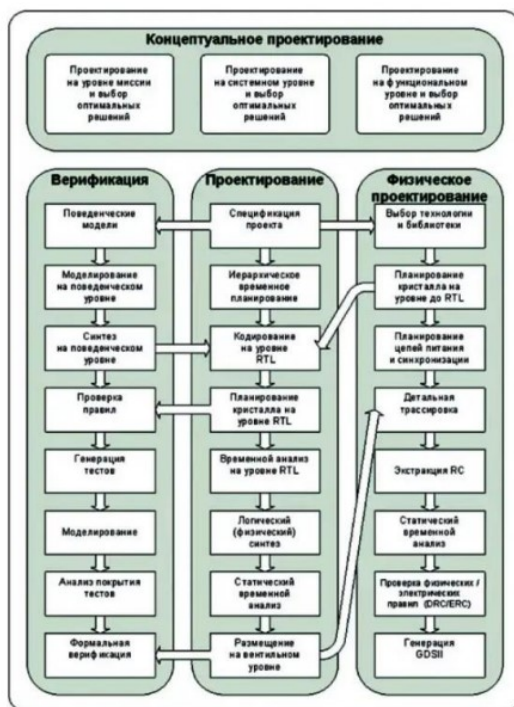 Концептуальное проектирование
Проектирование
на уровне миссии
и выбор
оптимальных
решений
Проектирование
на системном уровне
и выбор
оптимальных
решений
Проектирование
на функциональном
уровне и выбор
оптимальных
решений
Верификация
Поведенческие
модели
Моделирование
на поведенческом
уровне
Синтез
на поведенческом
уровне
Проверка
правил
Генерация
тестов
Моделирование
Анализ покрытия
тестов
Формальная
верификация
Проектирование
Спецификация
проекта
Иерархическое
временное
планирование
Кодирование
на уровне
RTL
Планирование
кристалла на
уровне RTL
Временной анализ
на уровне RTL
Логический
(физический)
синтез
Статический
временной
анализ
Размещение
на вентильном
уровне
Физическое
проектирование
Выбор технологии
и библиотеки
Планирование
кристалла на
уровне до RTL
Планирование
цепей питания
и синхронизации
Детальная
трассировка
Экстракция RC
Статический
временной
анализ
Проверка физических /
электрических
правил (DRC/ERC)
Генерация
GDSII